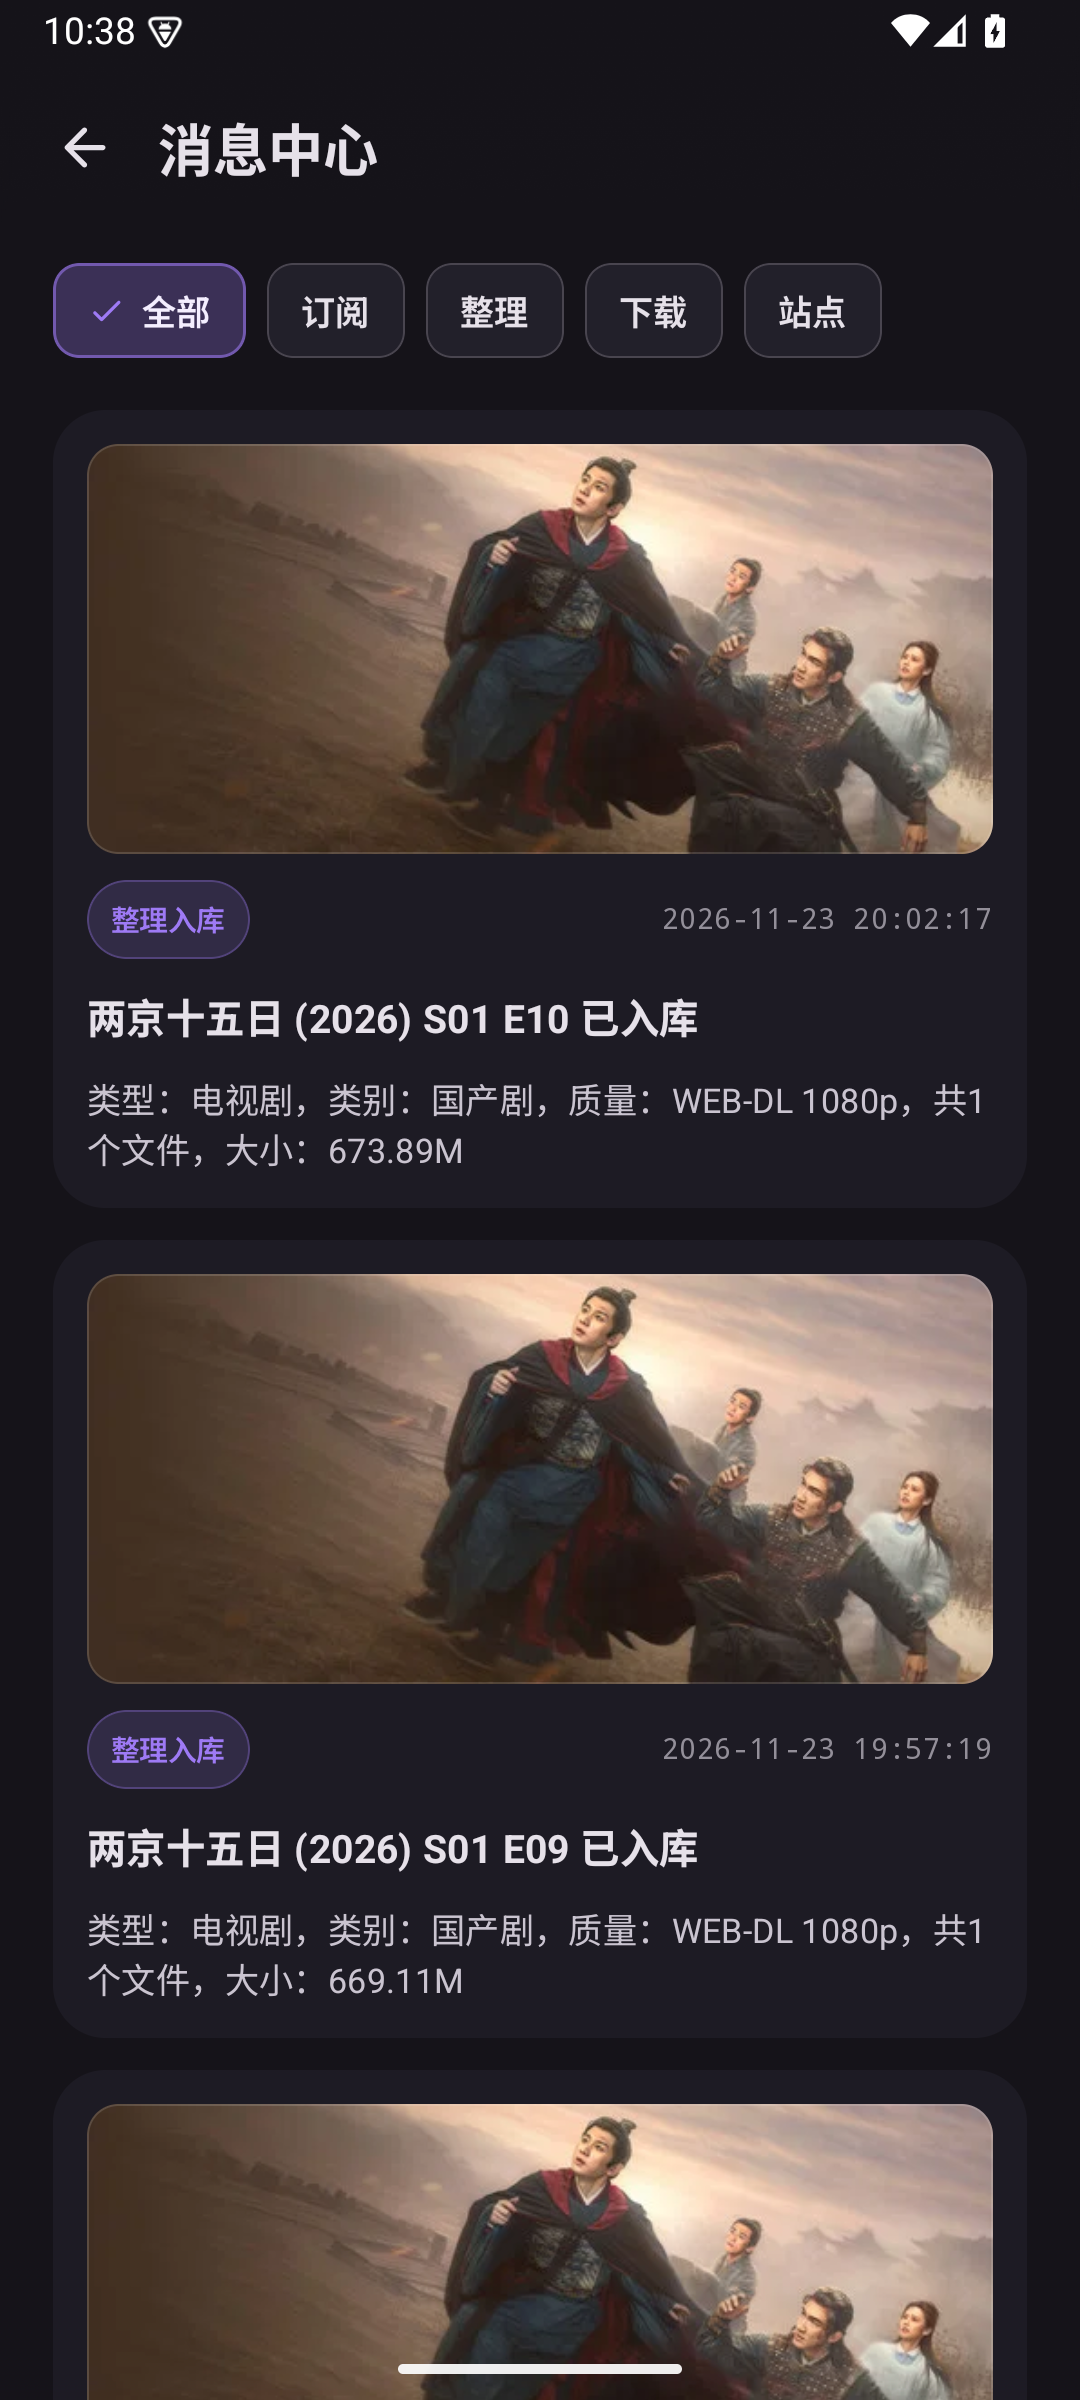 10:38
消息中心
全部 订阅 整理 下载 站点
整理入库 2026-11-23 20:02:17
两京十五日 (2026) S01 E10 已入库
类型：电视剧，类别：国产剧，质量：WEB-DL 1080p，共1
个文件，大小：673.89M
整理入库 2026-11-23 19:57:19
两京十五日 (2026) S01 E09 已入库
类型：电视剧，类别：国产剧，质量：WEB-DL 1080p，共1
个文件，大小：669.11M